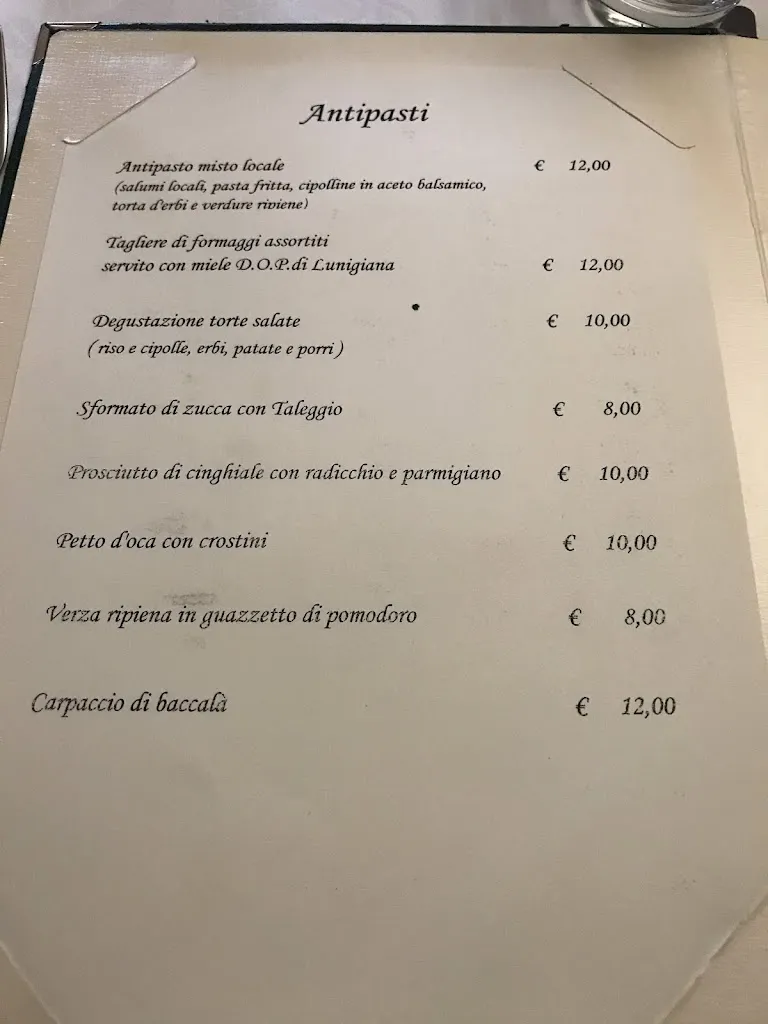 Antipasti
Antipasto misto locale € 12,00
(salumi locali, pasta fritta, cipolline in aceto balsamico,
torta d'erbi e verdure ripiene)
Tagliere di formaggi assortiti
servito con miele D.O.P.di Lunigiana € 12,00
Degustazione torte salate € 10,00
( riso e cipolle, erbi, patate e porri )
Sformato di zucca con Taleggio € 8,00
Prosciutto di cinghiale con radicchio e parmigiano € 10,00
Petto d'oca con crostini € 10,00
Verza ripiena in guazzetto di pomodoro € 8,00
Carpaccio di baccalà € 12,00